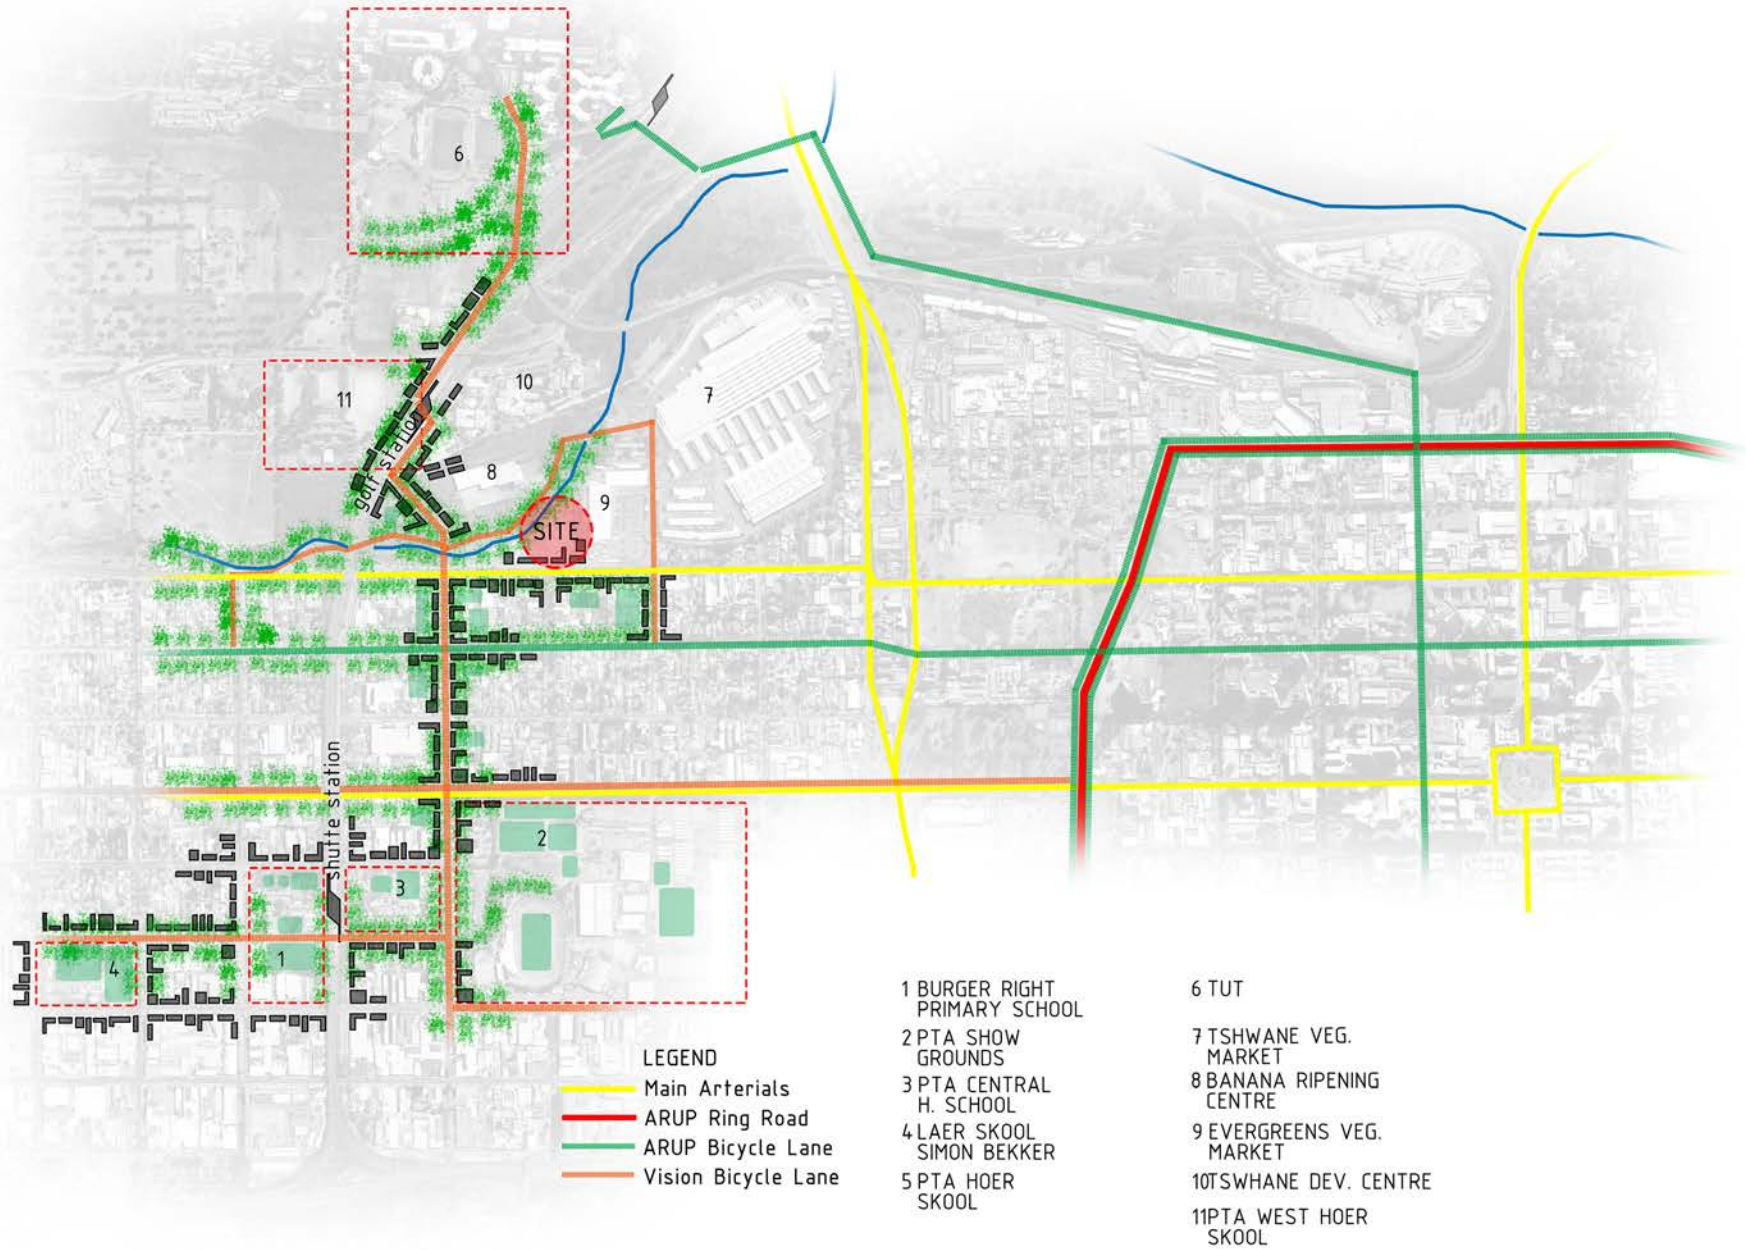 6
11
10
7
golf station
8
9
SITE
shutte station
2
3
1
4
LEGEND
Main Arterials
ARUP Ring Road
ARUP Bicycle Lane
Vision Bicycle Lane
1 BURGER RIGHT
PRIMARY SCHOOL
2 PTA SHOW
GROUNDS
3 PTA CENTRAL
H. SCHOOL
4 LAER SKOOL
SIMON BEKKER
5 PTA HOER
SKOOL
6 TUT
7 TSHWANE VEG.
MARKET
8 BANANA RIPENING
CENTRE
9 EVERGREENS VEG.
MARKET
10TSWHANE DEV. CENTRE
11PTA WEST HOER
SKOOL